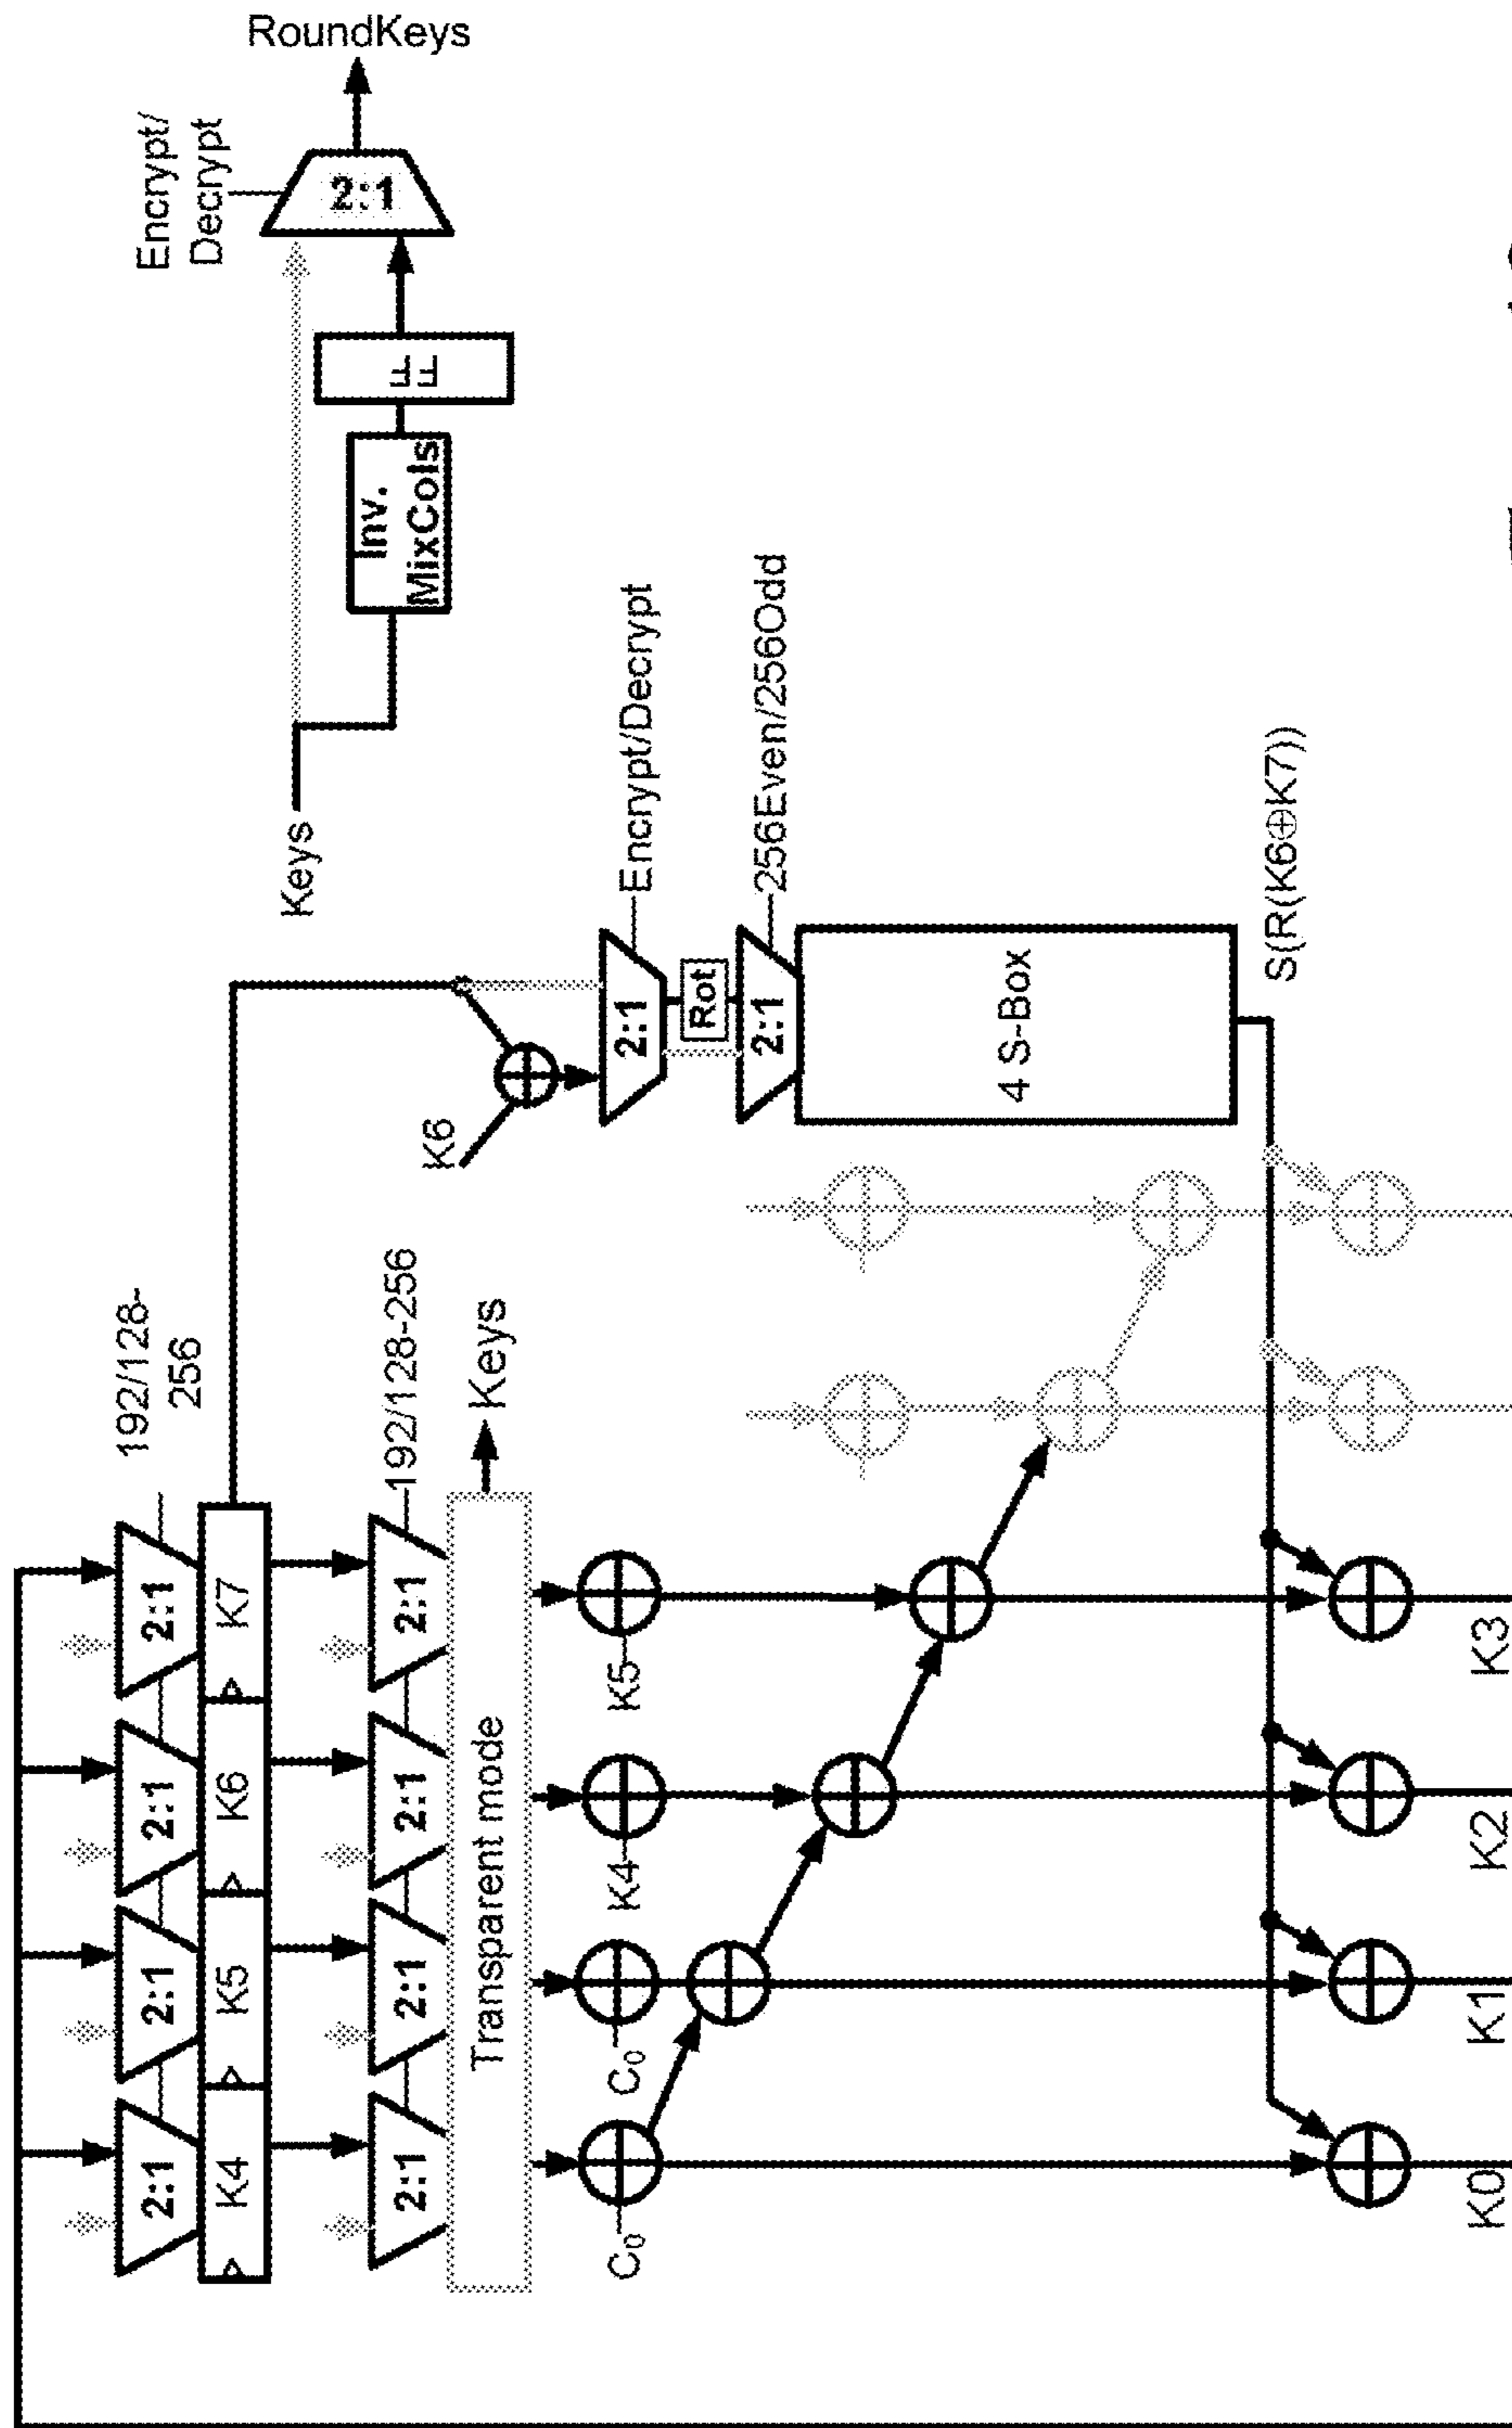 RoundKeys
Encrypt/
Decrypt
2:1
FF
Inv.
MixCols
Keys
192/128-
256
2:1
2:1
2:1
2:1
K4
K5
K6
K7
192/128-256
2:1
2:1
2:1
2:1
Transparent mode
Keys
K6
2:1
Encrypt/Decrypt
Rot
2:1
256Even/256Odd
4 S-Box
S(R(K6⊕K7))
C₀
C₀
K4
K5
K0
K1
K2
K3